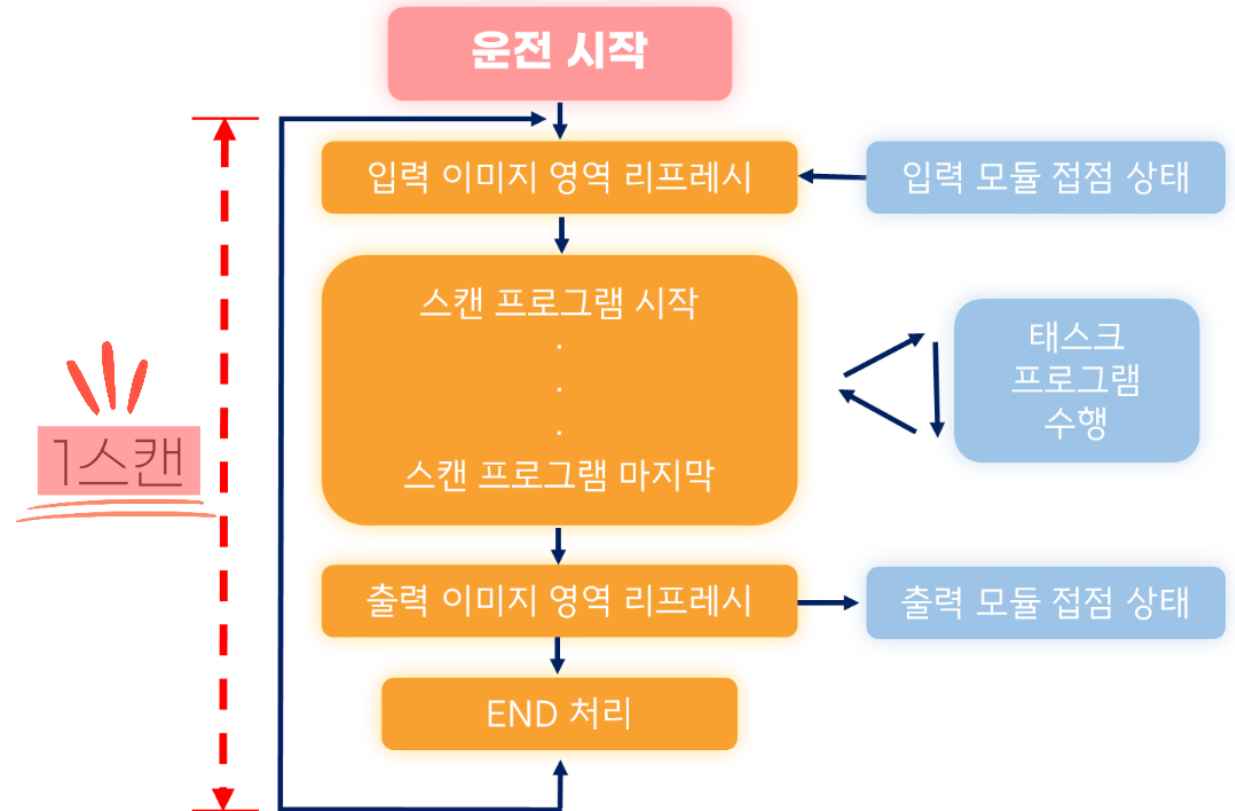 운전 시작
입력 이미지 영역 리프레시
입력 모듈 접점 상태
스캔 프로그램 시작
.
.
.
스캔 프로그램 마지막
태스크
프로그램
수행
1스캔
출력 이미지 영역 리프레시
출력 모듈 접점 상태
END 처리